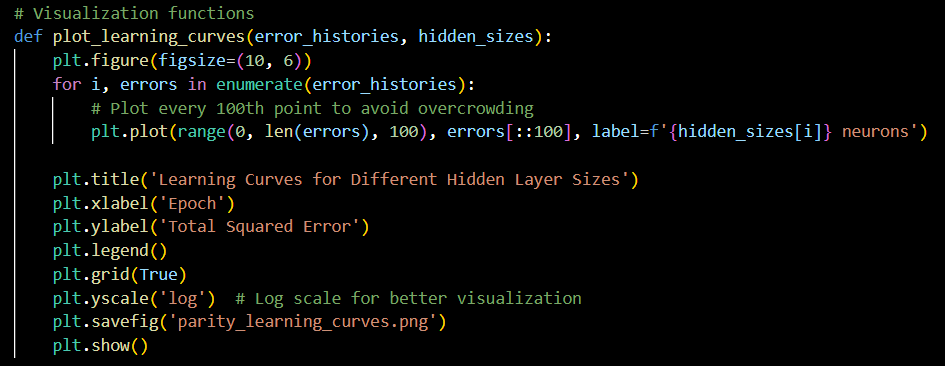 # Visualization functions
def plot_learning_curves(error_histories, hidden_sizes):
    plt.figure(figsize=(10, 6))
    for i, errors in enumerate(error_histories):
        # Plot every 100th point to avoid overcrowding
        plt.plot(range(0, len(errors), 100), errors[::100], label=f'{hidden_sizes[i]} neurons')

    plt.title('Learning Curves for Different Hidden Layer Sizes')
    plt.xlabel('Epoch')
    plt.ylabel('Total Squared Error')
    plt.legend()
    plt.grid(True)
    plt.yscale('log')  # Log scale for better visualization
    plt.savefig('parity_learning_curves.png')
    plt.show()